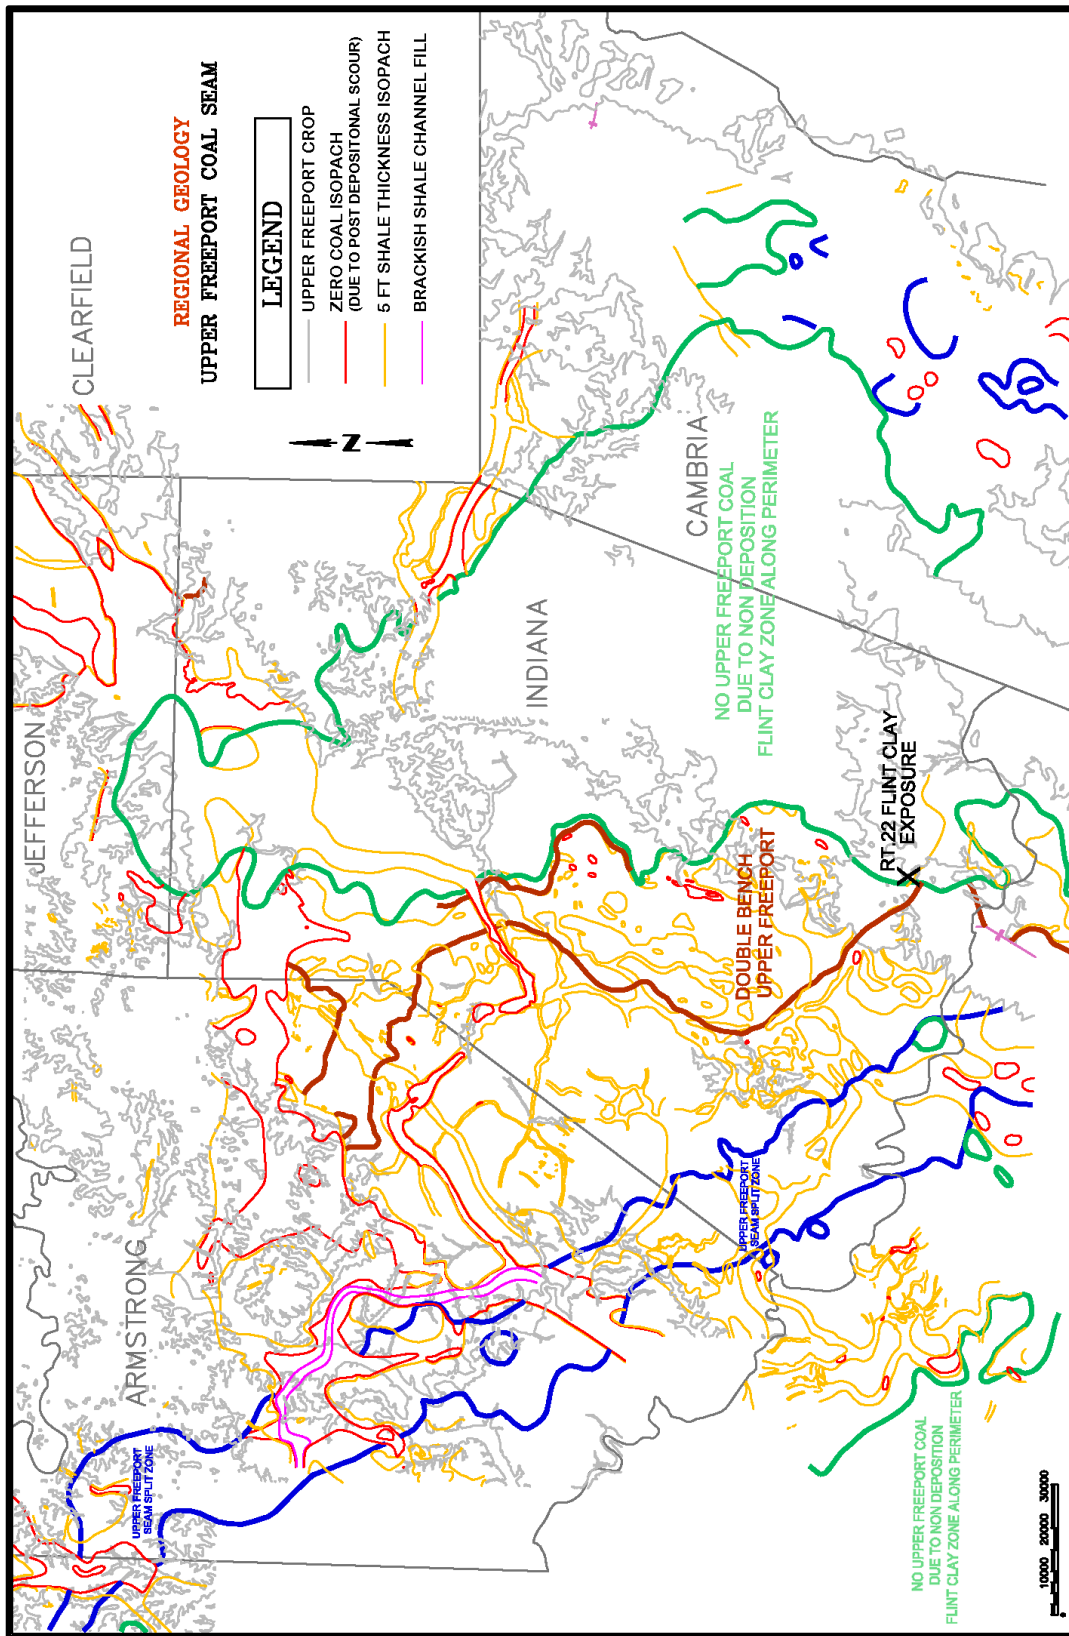 REGIONAL GEOLOGY
UPPER FREEPORT COAL SEAM
LEGEND
UPPER FREEPORT CROP
ZERO COAL ISOPACH
(DUE TO POST DEPOSITONAL SCOUR)
5 FT SHALE THICKNESS ISOPACH
BRACKISH SHALE CHANNEL FILL
N
CLEARFIELD
JEFFERSON
ARMSTRONG
INDIANA
CAMBRIA
NO UPPER FREEPORT COAL
DUE TO NON DEPOSITION
FLINT CLAY ZONE ALONG PERIMETER
RT.22 FLINT CLAY
EXPOSURE
X
DOUBLE BENCH
UPPER FREEPORT
UPPER FREEPORT
SEAM SPLIT ZONE
UPPER FREEPORT
SEAM SPLIT ZONE
NO UPPER FREEPORT COAL
DUE TO NON DEPOSITION
FLINT CLAY ZONE ALONG PERIMETER
10000 20000 30000